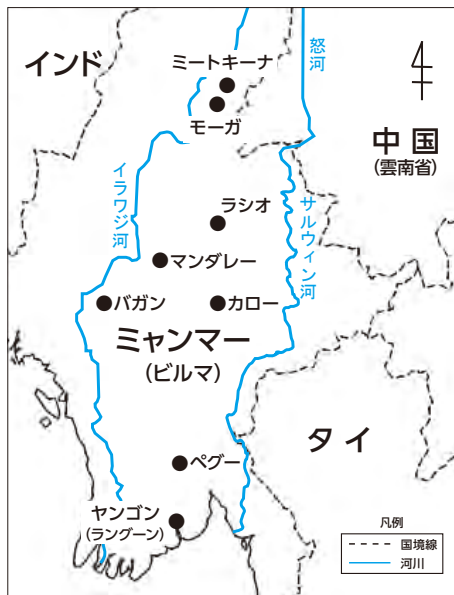 インド
ミートキーナ
モーガ
怒河
中国
(雲南省)
イラワジ河
ラシオ
サルウィン河
マンダレー
バガン
カロー
ミャンマー
(ビルマ)
タイ
ペグー
ヤンゴン
(ラングーン)
凡例
国境線
河川